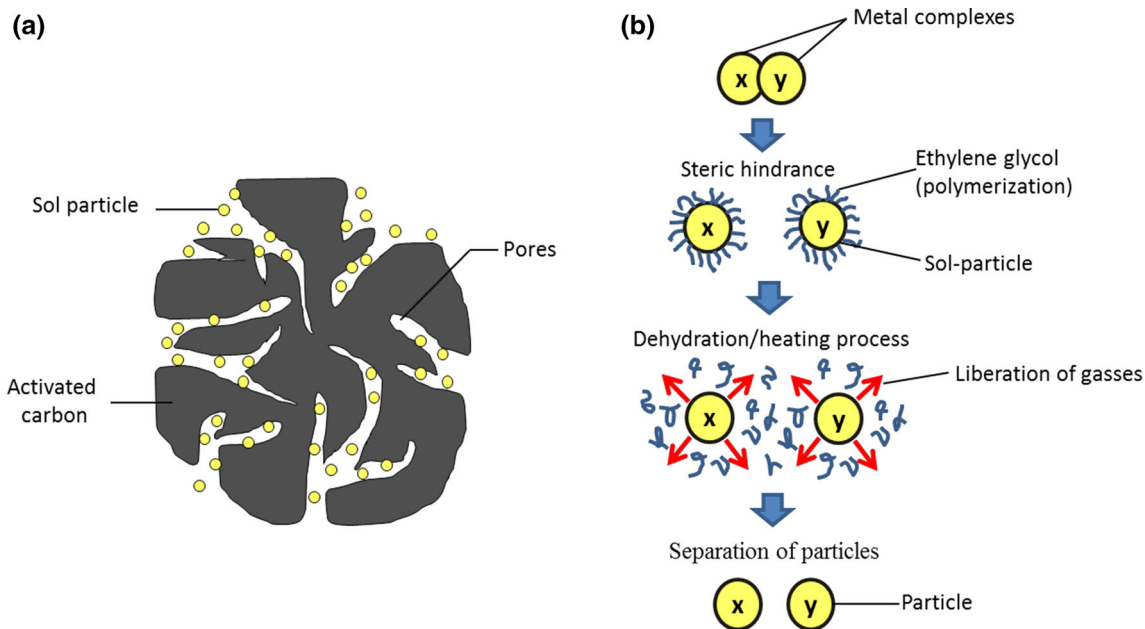 (a)
Sol particle
Pores
Activated
carbon
(b)
Metal complexes
x y
Steric hindrance
Ethylene glycol
(polymerization)
x y
Sol-particle
Dehydration/heating process
Liberation of gasses
x y
Separation of particles
x y
Particle